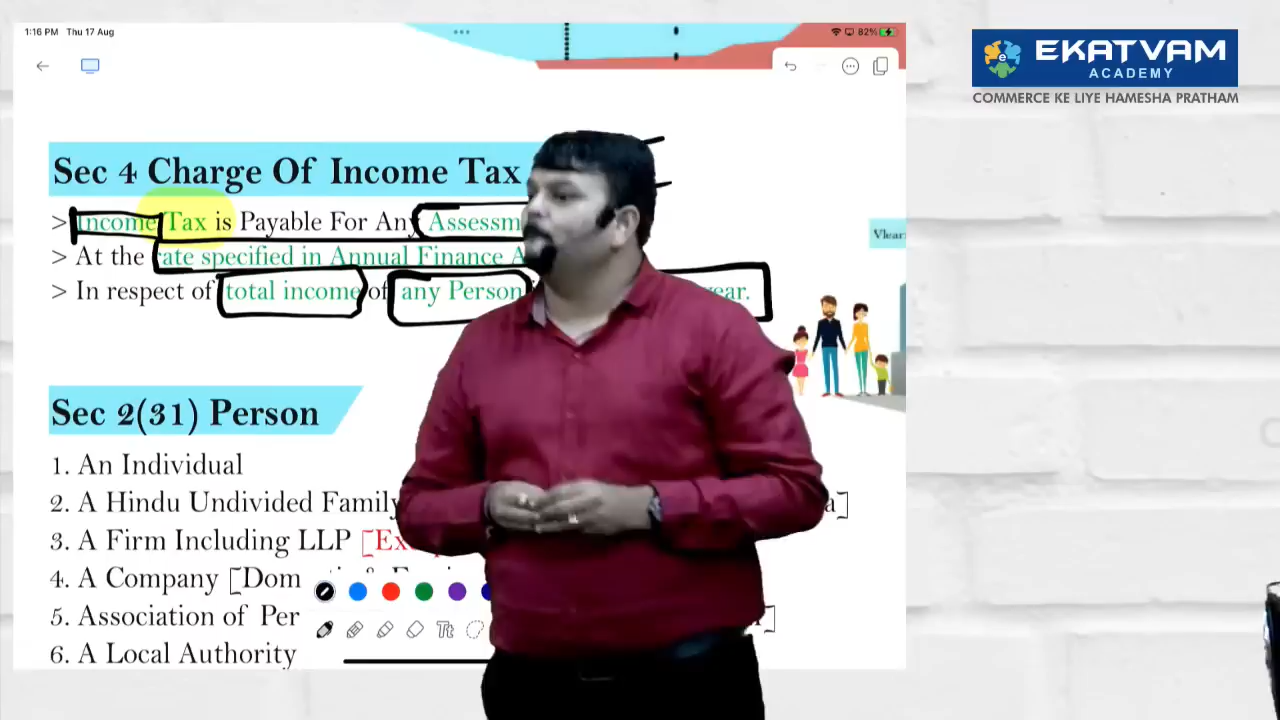 1:16 PM Thu 17 Aug
82%
EKATVAM
ACADEMY
COMMERCE KE LIYE HAMESHA PRATHAM
Sec 4 Charge Of Income Tax
> Income Tax is Payable For Any
> At the rate specified in Annual Finance
> In respect of total income of any Person
Sec 2(31) Person
1. An Individual
2. A Hindu Undivided Family
3. A Firm Including LLP
4. A Company
5. Association of
6. A Local Authority
Tt